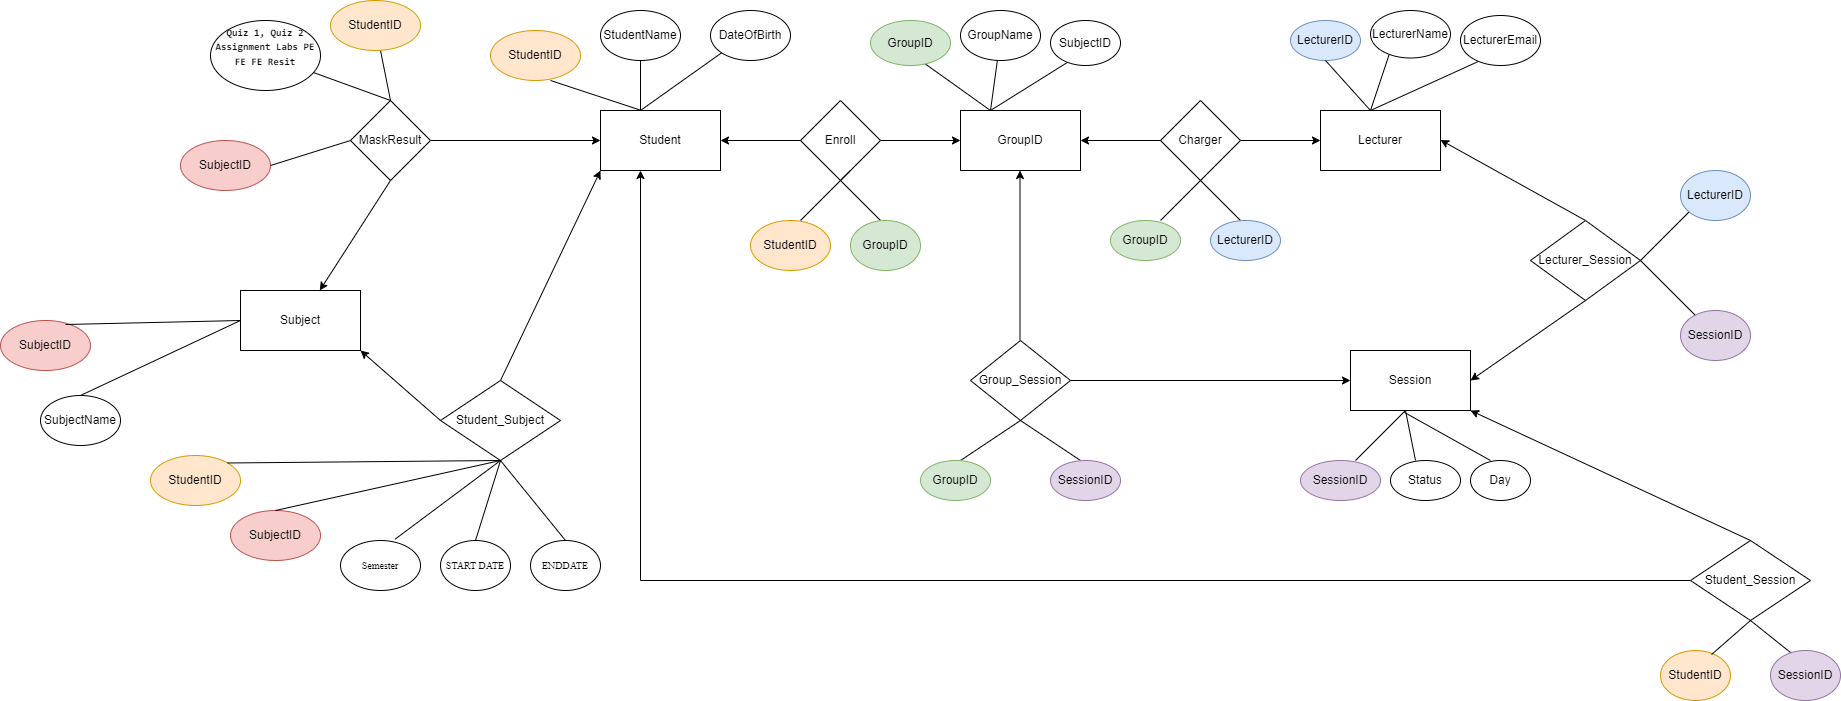 StudentID
Quiz 1, Quiz 2
Assignment Labs PE
FE FE Resit
SubjectID
MaskResult
StudentID
StudentName
DateOfBirth
Student
Enroll
StudentID
GroupID
GroupID
GroupName
SubjectID
GroupID
Charger
GroupID
LecturerID
LecturerID
LecturerName
LecturerEmail
Lecturer
LecturerID
Lecturer_Session
SessionID
Subject
SubjectID
SubjectName
Student_Subject
StudentID
SubjectID
Semester
START DATE
ENDDATE
Group_Session
GroupID
SessionID
Session
SessionID
Status
Day
Student_Session
StudentID
SessionID